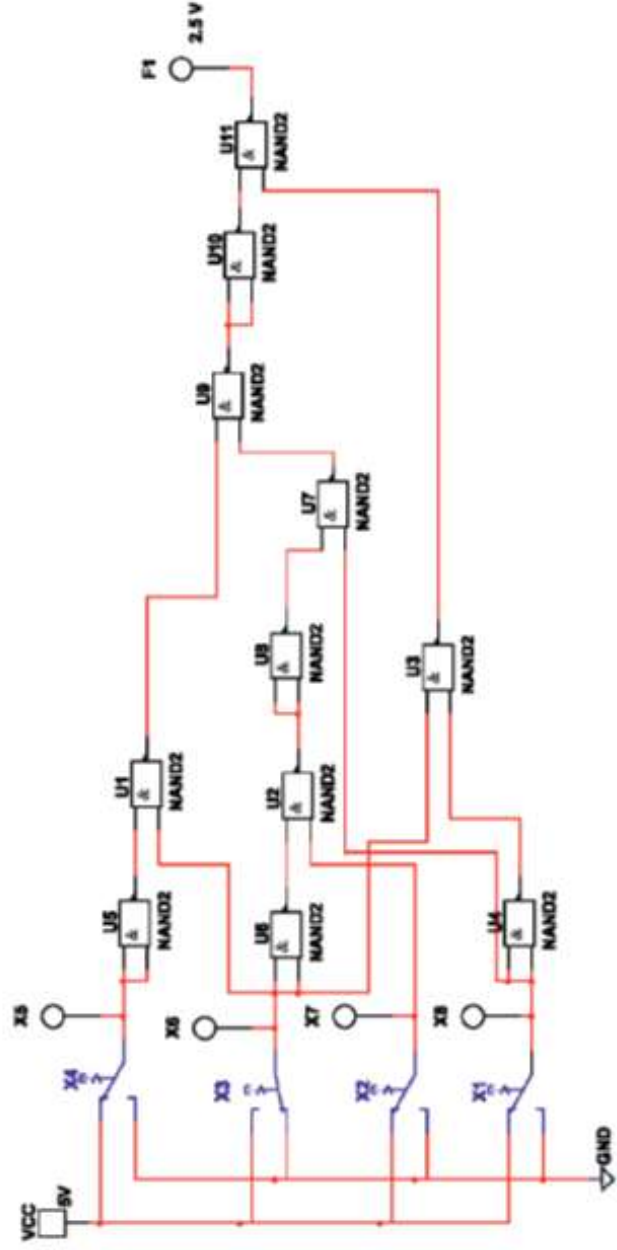 VCC
5V
X4
X5
U5
NAND2
U1
NAND2
X3
X6
U6
NAND2
U2
NAND2
U8
NAND2
U7
NAND2
U9
NAND2
U10
NAND2
U11
NAND2
F1
2.5 V
X2
X7
X1
X8
U4
NAND2
U3
NAND2
GND
&
&
&
&
&
&
&
&
&
&
&